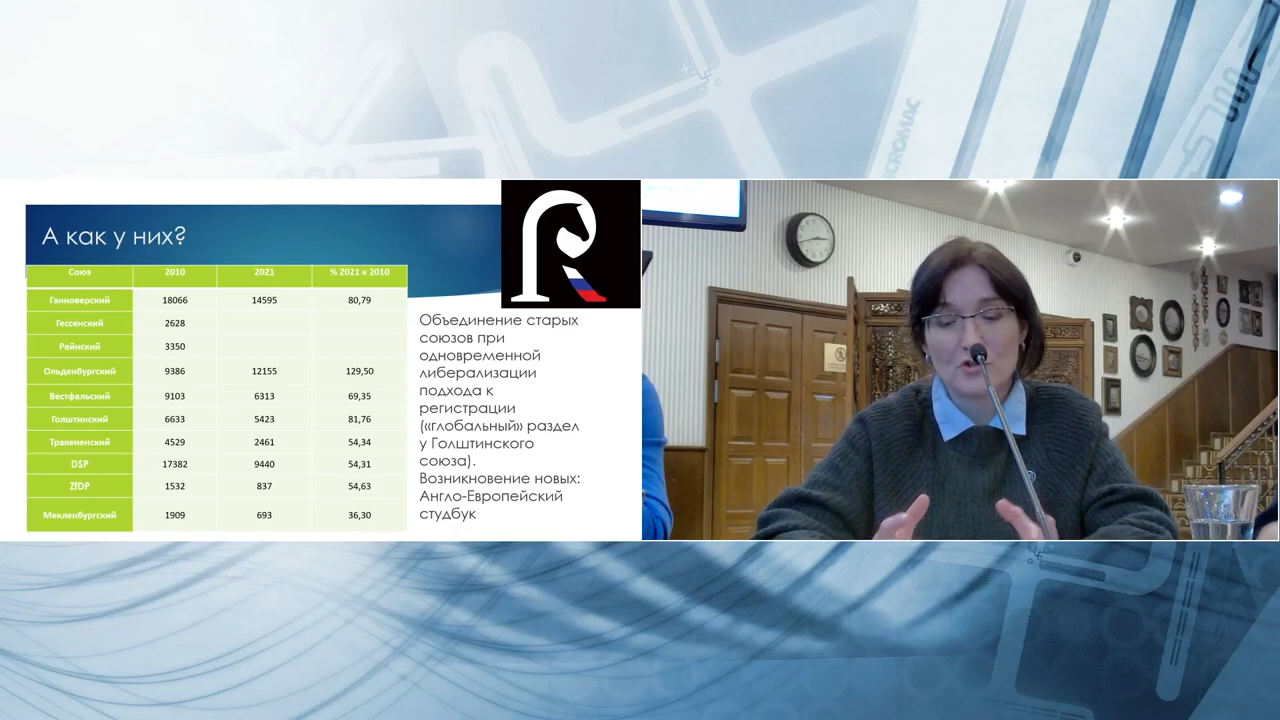 CROMAC
А как у них?
Союз 2010 2021 % 2021 к 2010
Ганноверский 18066 14595 80,79
Гессенский 2628
Рейнский 3350
Ольденбургский 9386 12155 129,50
Вестфальский 9103 6313 69,35
Голштинский 6633 5423 81,76
Тракененский 4529 2461 54,34
DSP 17382 9440 54,31
ZfDP 1532 837 54,63
Мекленбургский 1909 693 36,30
Объединение старых
союзов при
одновременной
либерализации
подхода к
регистрации
(«глобальный» раздел
у Голштинского
союза).
Возникновение новых:
Англо-Европейский
студбук